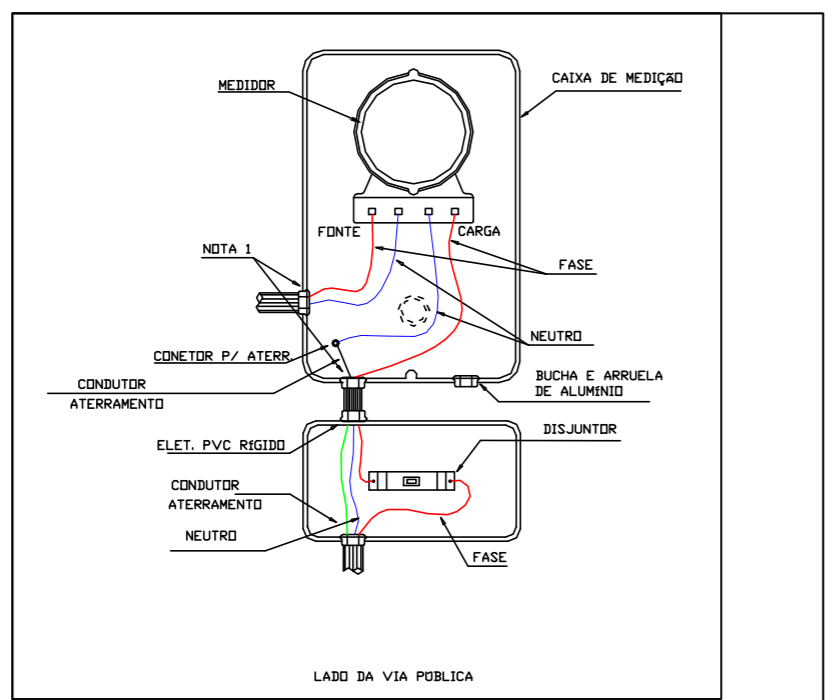 MEDIDOR
CAIXA DE MEDIÇÃO
FONTE
CARGA
NOTA 1
FASE
NEUTRO
CONETOR P/ ATERR.
CONDUTOR
ATERRAMENTO
BUCHA E ARRUELA
DE ALUMÍNIO
ELET. PVC RÍGIDO
DISJUNTOR
CONDUTOR
ATERRAMENTO
NEUTRO
FASE
LADO DA VIA PÚBLICA